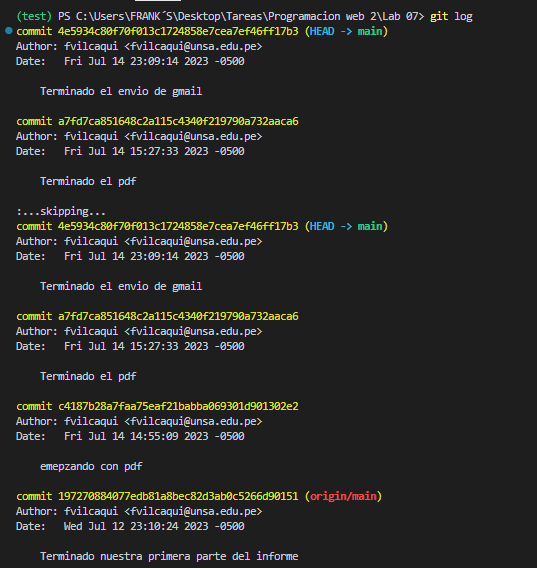 (test) PS C:\Users\FRANK´S\Desktop\Tareas\Programacion web 2\Lab 07> git log
commit 4e5934c80f70f013c1724858e7cea7ef46ff17b3 (HEAD -> main)
Author: fvilcaqui <fvilcaqui@unsa.edu.pe>
Date:   Fri Jul 14 23:09:14 2023 -0500
Terminado el envio de gmail
commit a7fd7ca851648c2a115c4340f219790a732aaca6
Author: fvilcaqui <fvilcaqui@unsa.edu.pe>
Date:   Fri Jul 14 15:27:33 2023 -0500
Terminado el pdf
:...skipping...
commit 4e5934c80f70f013c1724858e7cea7ef46ff17b3 (HEAD -> main)
Author: fvilcaqui <fvilcaqui@unsa.edu.pe>
Date:   Fri Jul 14 23:09:14 2023 -0500
Terminado el envio de gmail
commit a7fd7ca851648c2a115c4340f219790a732aaca6
Author: fvilcaqui <fvilcaqui@unsa.edu.pe>
Date:   Fri Jul 14 15:27:33 2023 -0500
Terminado el pdf
commit c4187b28a7faa75eaf21babba069301d901302e2
Author: fvilcaqui <fvilcaqui@unsa.edu.pe>
Date:   Fri Jul 14 14:55:09 2023 -0500
emepzando con pdf
commit 197270884077edb81a8bec82d3ab0c5266d90151 (origin/main)
Author: fvilcaqui <fvilcaqui@unsa.edu.pe>
Date:   Wed Jul 12 23:10:24 2023 -0500
Terminado nuestra primera parte del informe